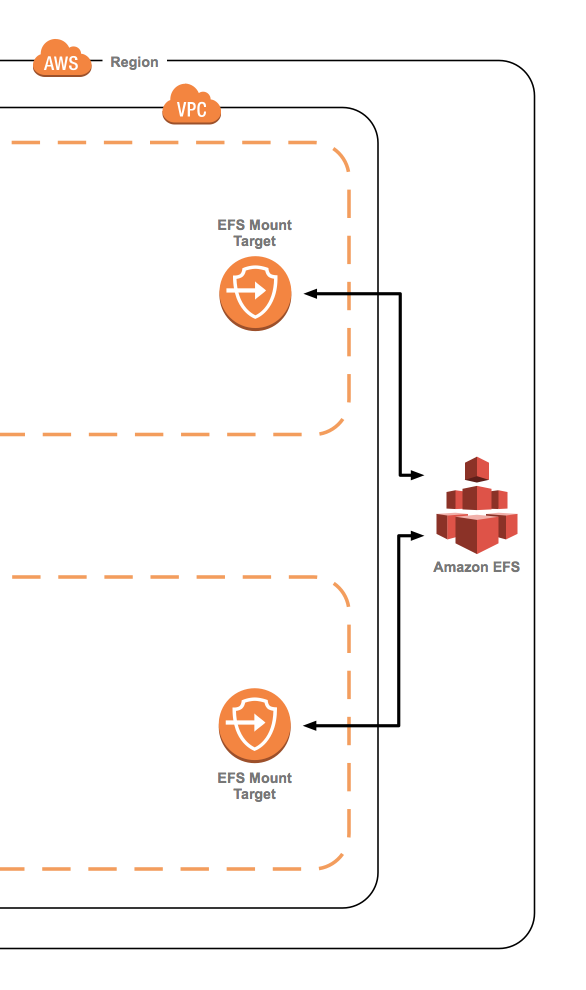 AWS
Region
VPC
EFS Mount
Target
Amazon EFS
EFS Mount
Target